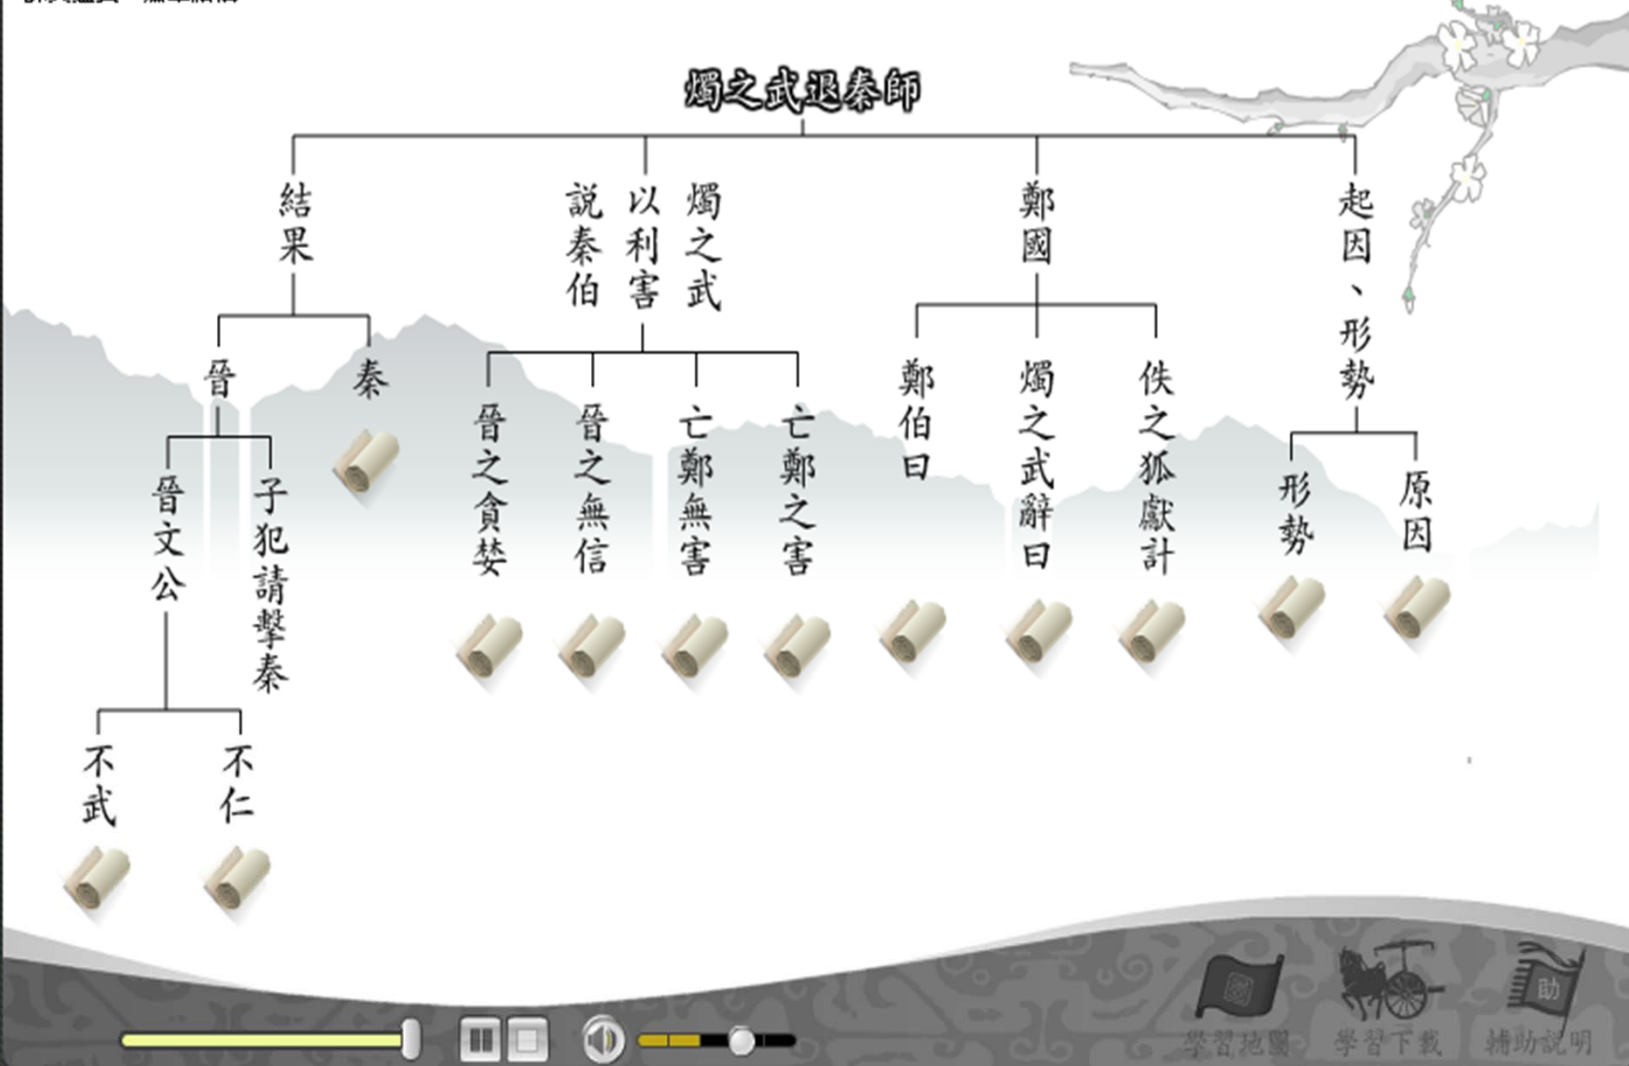 燭之武退秦師
起因、形勢
原因
形勢
鄭國
佚之狐獻計
燭之武辭曰
鄭伯曰
燭之武
以利害
説秦伯
亡鄭之害
亡鄭無害
晉之無信
晉之貪婪
結果
秦
晉
子犯請擊秦
晉文公
不仁
不武
學習地圖
學習下載
輔助説明
助